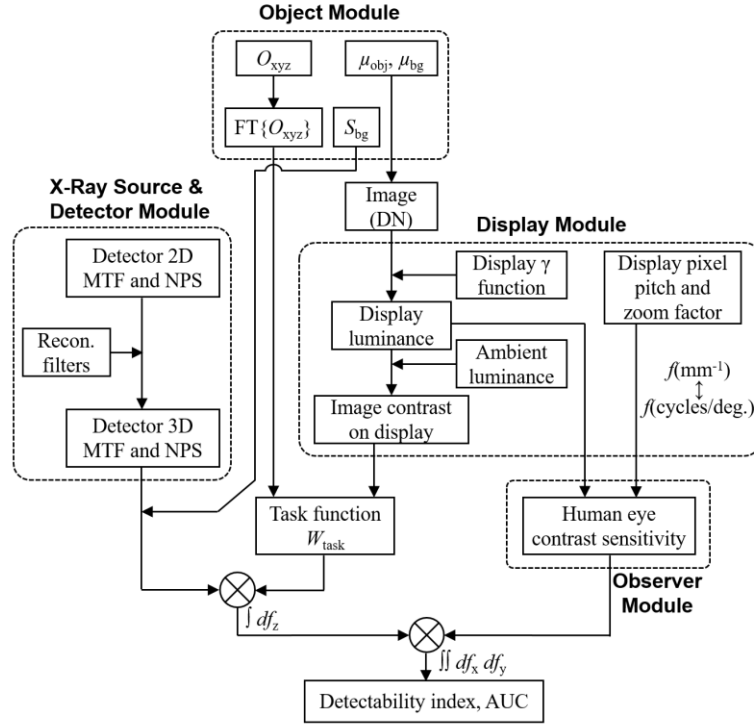 Object Module
O_xyz
μ_obj, μ_bg
FT{O_xyz}
S_bg
X-Ray Source &
Detector Module
Image
(DN)
Display Module
Detector 2D
MTF and NPS
Display γ
function
Display pixel
pitch and
zoom factor
Recon.
filters
Display
luminance
Ambient
luminance
f(mm⁻¹)
↕
f(cycles/deg.)
Detector 3D
MTF and NPS
Image contrast
on display
Task function
W_task
Human eye
contrast sensitivity
Observer
Module
∫ df_z
∬ df_x df_y
Detectability index, AUC